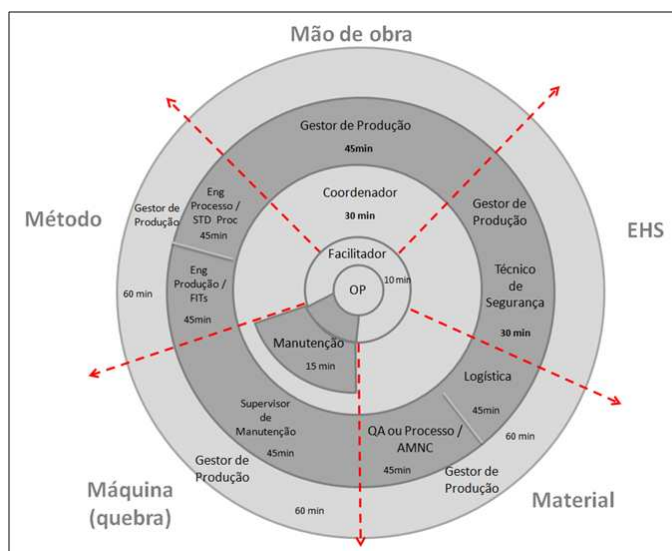 Mão de obra
Gestor de Produção
45min
Coordenador
30 min
Facilitador
10min
OP
Método
Gestor de
Produção
60 min
Eng
Processo /
STD Proc
45min
Eng
Produção /
FITs
45min
Gestor
de Produção
EHS
Técnico
de
Segurança
30 min
Manutenção
15 min
Logística
45min
60 min
Supervisor
de
Manutenção
45min
QA ou Processo /
AMNC
45min
Gestor de
Produção
Gestor de
Produção
60 min
Máquina
(quebra)
Material